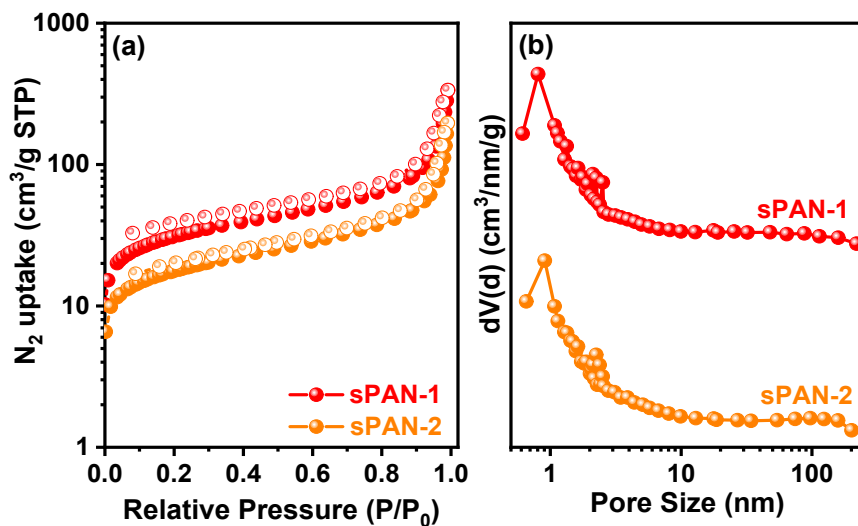 (a)
N₂ uptake (cm³/g STP)
1000
100
10
1
sPAN-1
sPAN-2
0.0 0.2 0.4 0.6 0.8 1.0
Relative Pressure (P/P₀)
(b)
dV(d) (cm³/nm/g)
sPAN-1
sPAN-2
1 10 100
Pore Size (nm)